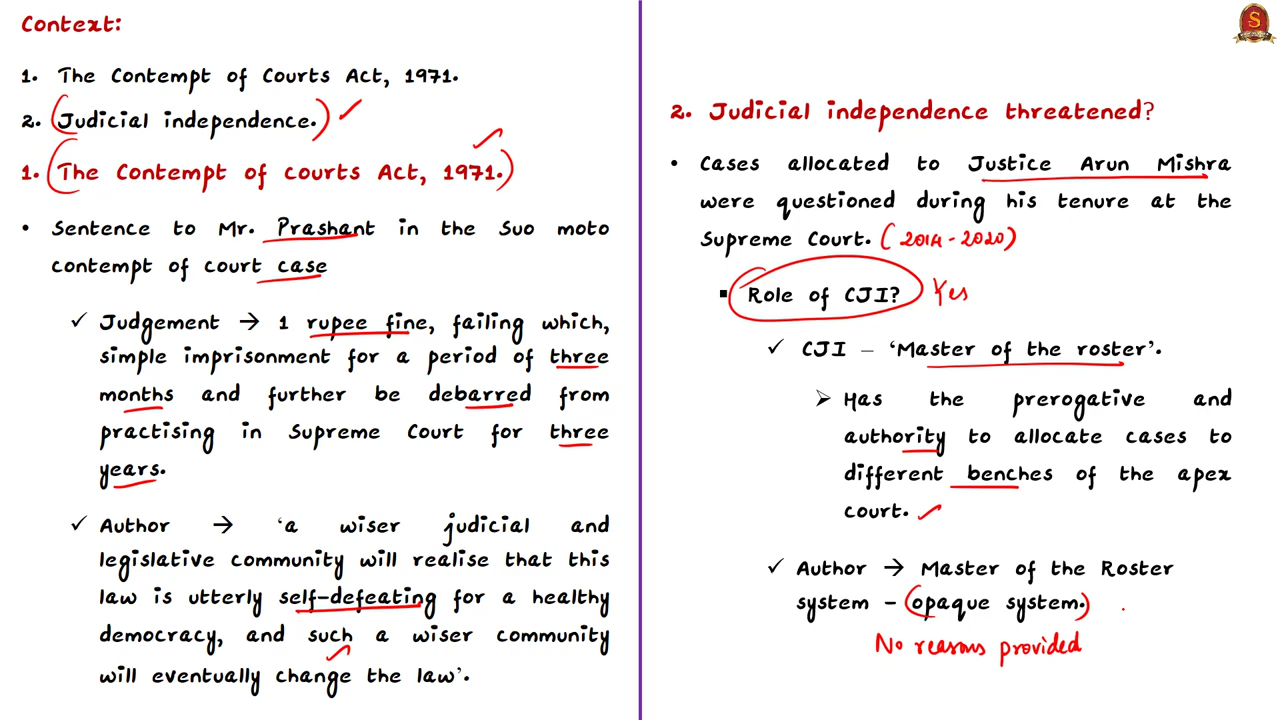 Context:
1. The Contempt of Courts Act, 1971.
2. Judicial independence.
1. The Contempt of courts Act, 1971.
• Sentence to Mr. Prashant in the Suo moto
contempt of court case
✓ Judgement → 1 rupee fine, failing which,
simple imprisonment for a period of three
months and further be debarred from
practising in Supreme Court for three
years.
✓ Author → ‘a wiser judicial and
legislative community will realise that this
law is utterly self-defeating for a healthy
democracy, and such a wiser community
will eventually change the law’.
2. Judicial independence threatened?
• Cases allocated to Justice Arun Mishra
were questioned during his tenure at the
Supreme Court. (2014-2020)
▪ Role of CJI? Yes
✓ CJI – ‘Master of the roster’.
➢ Has the prerogative and
authority to allocate cases to
different benches of the apex
court.
✓ Author → Master of the Roster
system – opaque system.
No reasons provided
S